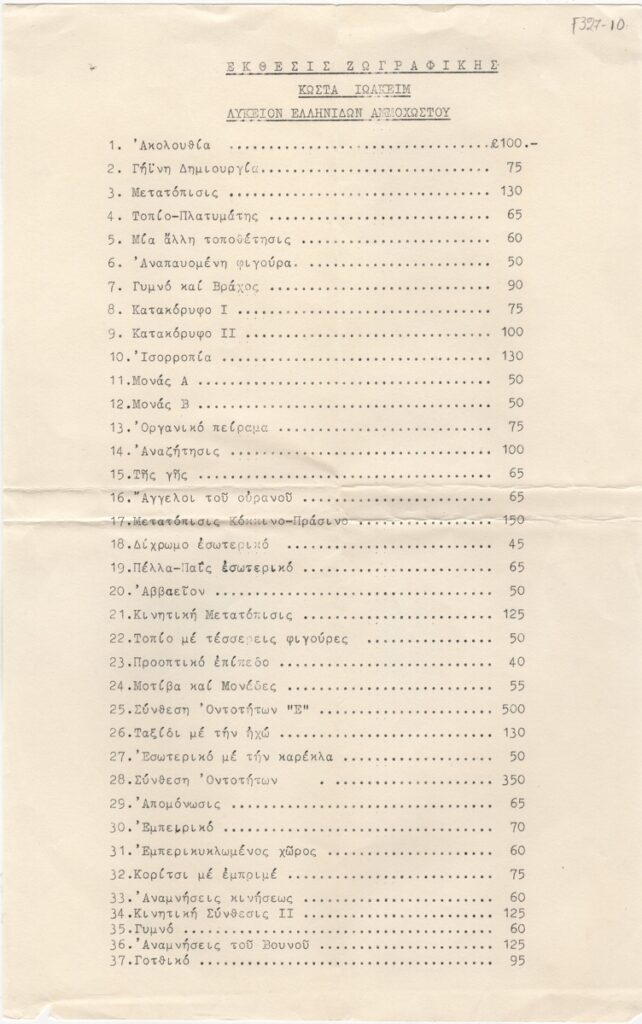 F327-10
ΕΚΘΕΣΙΣ ΖΩΓΡΑΦΙΚΗΣ
ΚΩΣΤΑ ΙΩΑΚΕΙΜ
ΛΥΚΕΙΟΝ ΕΛΛΗΝΙΔΩΝ ΑΜΜΟΧΩΣΤΟΥ
1. Ἀκολουθία ........................ £100.-
2. Γήϊνη Δημιουργία........................ 75
3. Μετατόπισις ........................ 130
4. Τοπίο-Πλατυμάτης ........................ 65
5. Μία ἄλλη τοποθέτησις ........................ 60
6. Ἀναπαυομένη φιγούρα. ........................ 50
7. Γυμνό καί Βράχος ........................ 90
8. Κατακόρυφο Ι ........................ 75
9. Κατακόρυφο ΙΙ ........................ 100
10. Ἰσορροπία ........................ 130
11.Μονάς Α ........................ 50
12.Μονάς Β ........................ 50
13.Ὀργανικό πείραμα ........................ 75
14.Ἀναζήτησις ........................ 100
15.Τῆς γῆς ........................ 65
16.Ἄγγελοι τοῦ οὐρανοῦ ........................ 65
17.Μετατόπισις Κόκκινο-Πράσινο ................ 150
18.Δίχρωμο ἐσωτερικό ........................ 45
19.Πέλλα-Παΐς ἐσωτερικό ........................ 65
20.Ἀββαεῖον ........................ 50
21.Κινητική Μετατόπισις ........................ 125
22.Τοπίο μέ τέσσερεις φιγούρες ................ 50
23.Προοπτικό ἐπίπεδο ........................ 40
24.Μοτίβα καί Μονάδες ........................ 55
25.Σύνθεση Ὀντοτήτων "Ε" ........................ 500
26.Ταξίδι μέ τήν ἠχώ ........................ 130
27.Ἐσωτερικό μέ τήν καρέκλα .................... 50
28.Σύνθεση Ὀντοτήτων . .................... 350
29.Ἀπομόνωσις ........................ 65
30.Ἐμπειρικό ........................ 70
31.Ἐμπερικυκλωμένος χῶρος ........................ 60
32.Κορίτσι μέ ἐμπριμέ ........................ 75
33.Ἀναμνήσεις κινήσεως ........................ 60
34.Κινητική Σύνθεσις ΙΙ ........................ 125
35.Γυμνό ........................ 60
36.Ἀναμνήσεις τοῦ Βουνοῦ ........................ 125
37.Γοτθικό ........................ 95